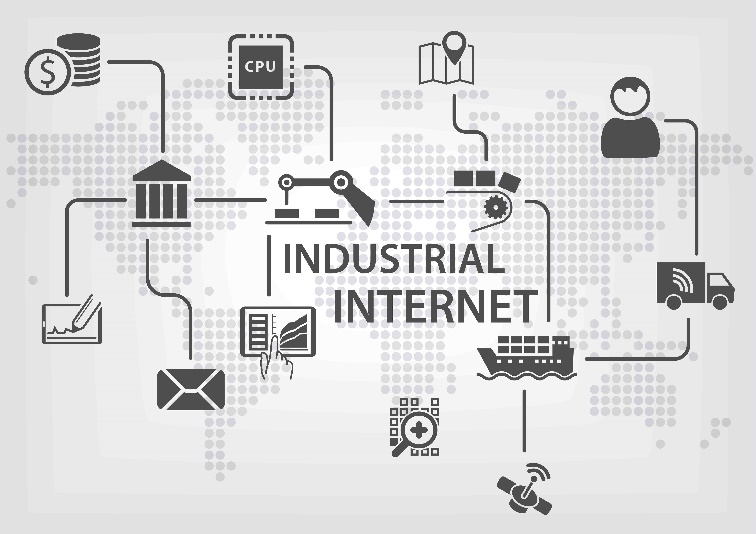 $
CPU
INDUSTRIAL
INTERNET